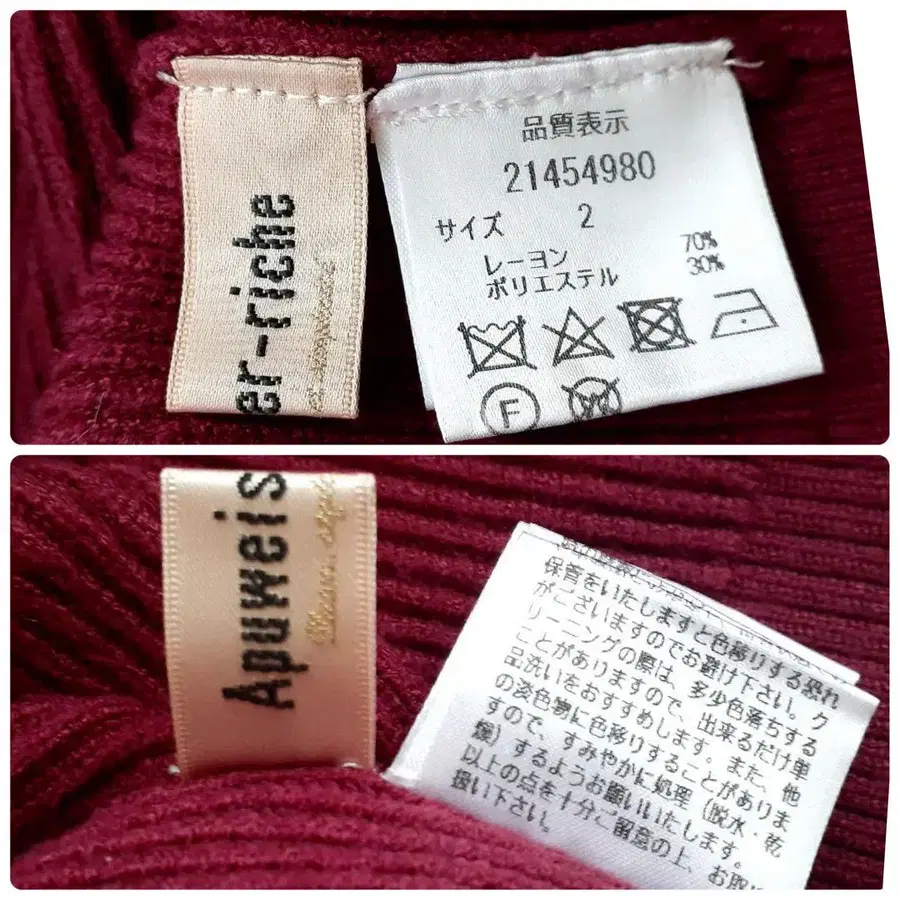 er-riche
品質表示
21454980
サイズ 2
レーヨン 70%
ポリエステル 30%
F
Apuweis
保管をいたしますと色移りする恐れ
がございますのでお避け下さい。ク
リーニングの際は、多少色落ちする
ことがありますので、出来るだけ単
品洗いをおすすめします。また、他
の淡色物に色移りすることがありま
すので、すみやかに処理（脱水・乾
燥）するようお願いいたします。
以上の点を十分ご留意の上、お取
扱い下さい。